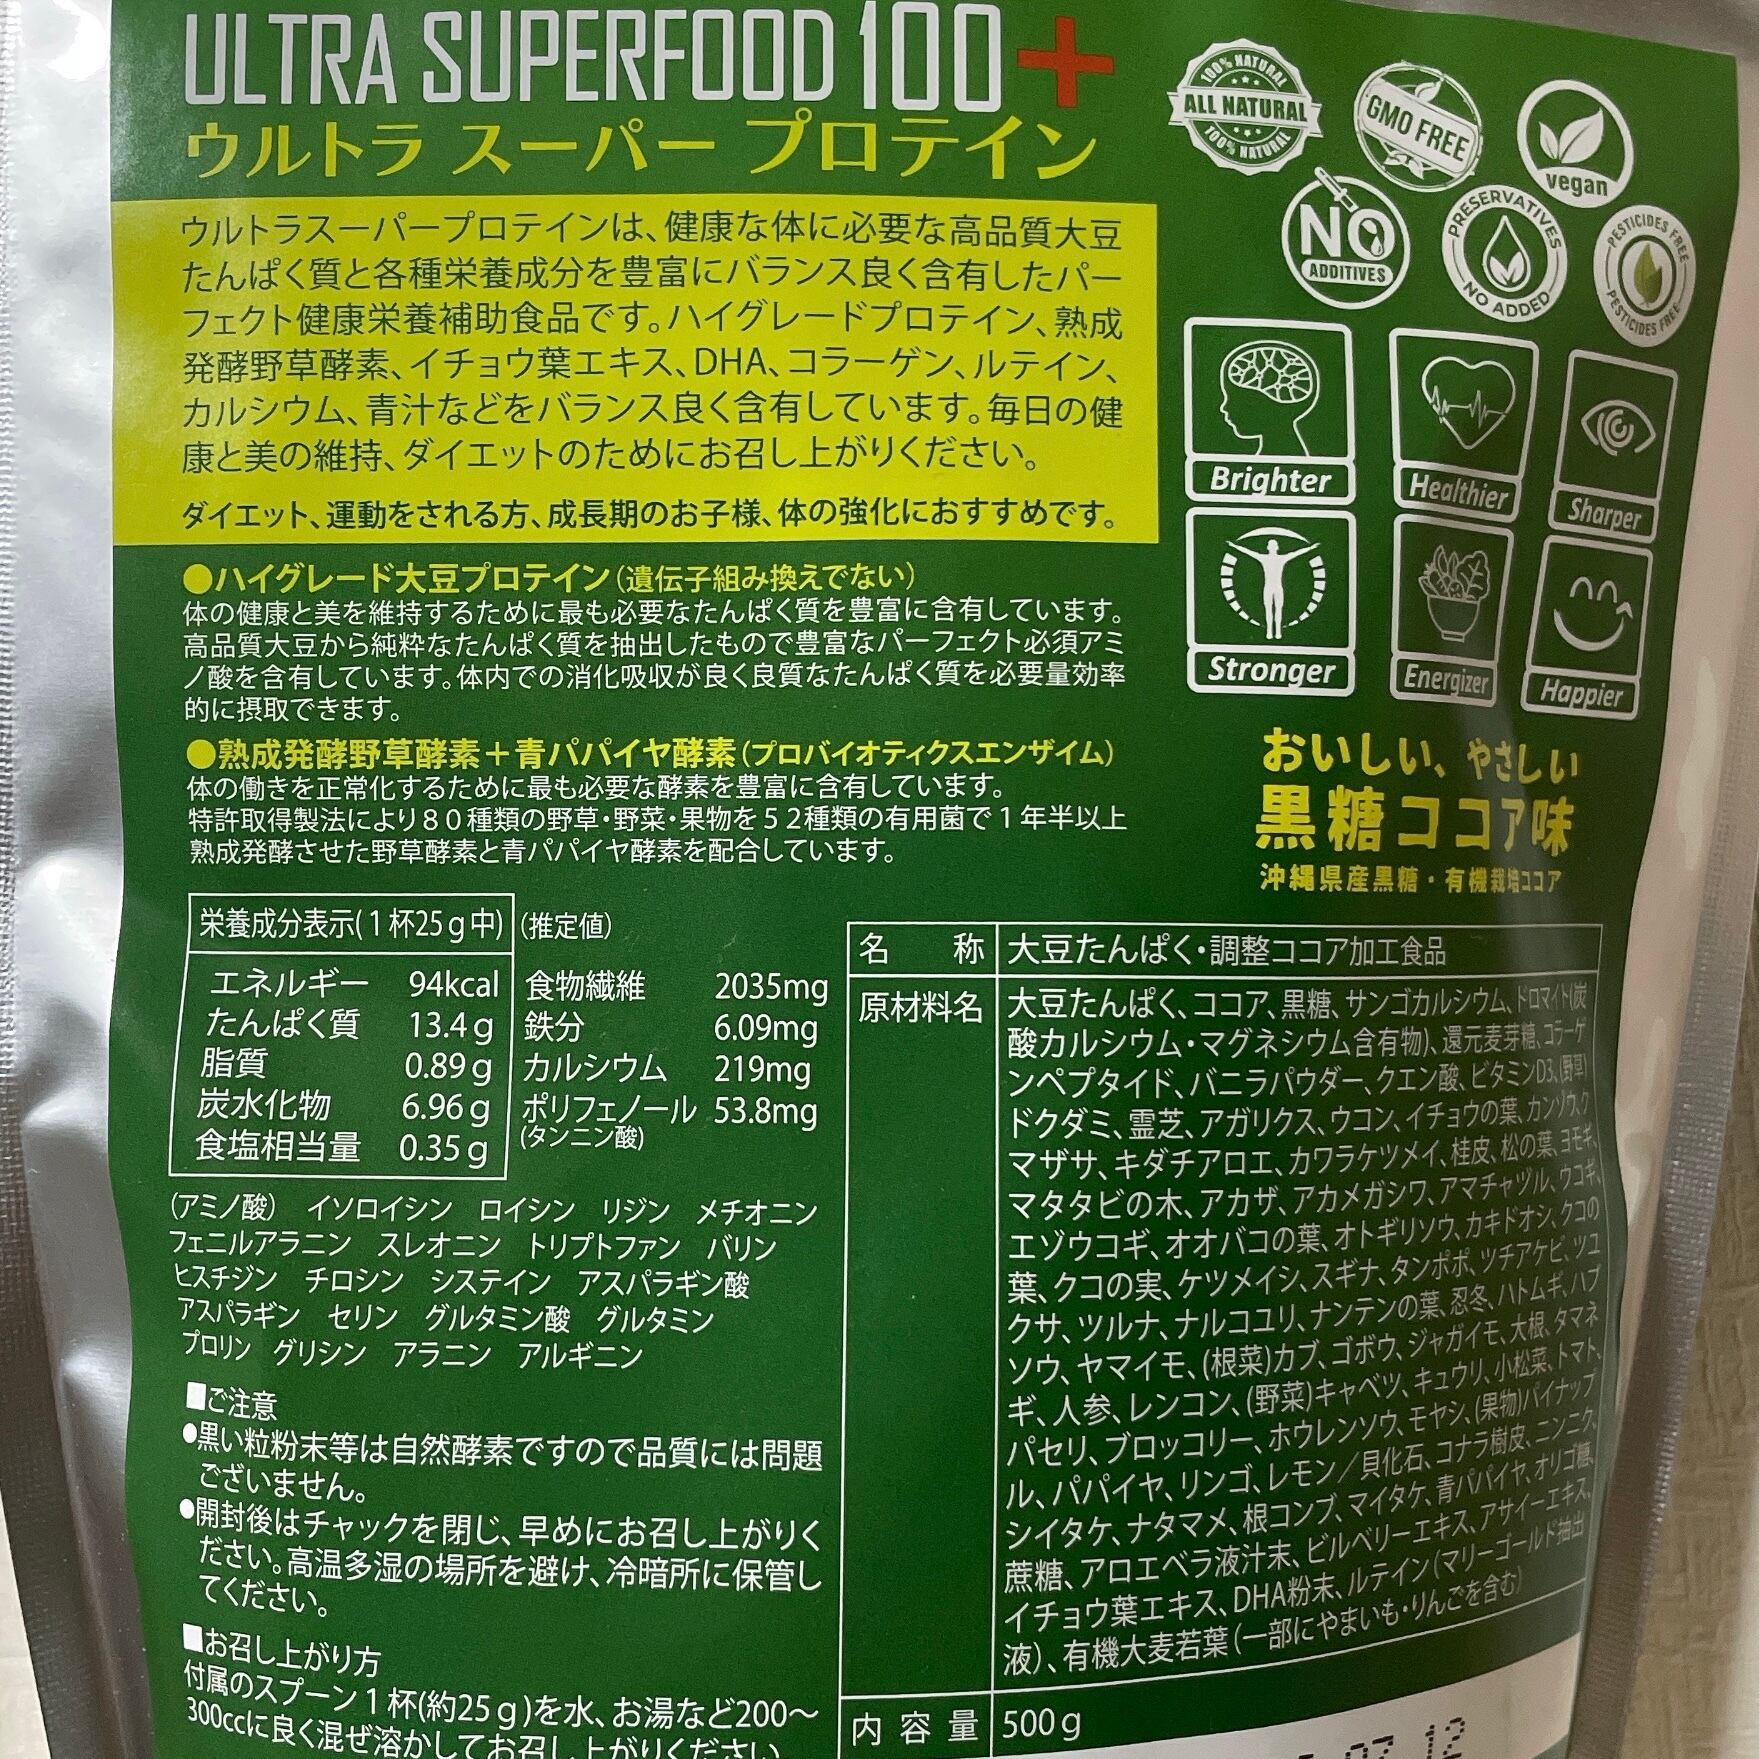 ULTRA SUPERFOOD 100+
ウルトラ スーパー プロテイン
ウルトラスーパープロテインは、健康な体に必要な高品質大豆
たんぱく質と各種栄養成分を豊富にバランス良く含有したパー
フェクト健康栄養補助食品です。ハイグレードプロテイン、熟成
発酵野草酵素、イチョウ葉エキス、DHA、コラーゲン、ルテイン、
カルシウム、青汁などをバランス良く含有しています。毎日の健
康と美の維持、ダイエットのためにお召し上がりください。
ダイエット、運動をされる方、成長期のお子様、体の強化におすすめです。
●ハイグレード大豆プロテイン(遺伝子組み換えでない)
体の健康と美を維持するために最も必要なたんぱく質を豊富に含有しています。
高品質大豆から純粋なたんぱく質を抽出したもので豊富なパーフェクト必須アミ
ノ酸を含有しています。体内での消化吸収が良く良質なたんぱく質を必要量効率
的に摂取できます。
●熟成発酵野草酵素+青パパイヤ酵素(プロバイオティクスエンザイム)
体の働きを正常化するために最も必要な酵素を豊富に含有しています。
特許取得製法により80種類の野草・野菜・果物を52種類の有用菌で1年半以上
熟成発酵させた野草酵素と青パパイヤ酵素を配合しています。
100% NATURAL
ALL NATURAL
100% NATURAL
GMO FREE
vegan
NO
ADDITIVES
PRESERVATIVES
NO ADDED
PESTICIDES FREE
PESTICIDES FREE
Brighter
Healthier
Sharper
Stronger
Energizer
Happier
おいしい、やさしい
黒糖ココア味
沖縄県産黒糖・有機栽培ココア
栄養成分表示(1杯25g中) (推定値)
エネルギー 94kcal 食物繊維 2035mg
たんぱく質 13.4g 鉄分 6.09mg
脂質 0.89g カルシウム 219mg
炭水化物 6.96g ポリフェノール 53.8mg
食塩相当量 0.35g (タンニン酸)
(アミノ酸) イソロイシン ロイシン リジン メチオニン
フェニルアラニン スレオニン トリプトファン バリン
ヒスチジン チロシン システイン アスパラギン酸
アスパラギン セリン グルタミン酸 グルタミン
プロリン グリシン アラニン アルギニン
■ご注意
●黒い粒粉末等は自然酵素ですので品質には問題
ございません。
●開封後はチャックを閉じ、早めにお召し上がりく
ださい。高温多湿の場所を避け、冷暗所に保管し
てください。
■お召し上がり方
付属のスプーン1杯(約25g)を水、お湯など200～
300ccに良く混ぜ溶かしてお召し上がりください
名 称 大豆たんぱく・調整ココア加工食品
原材料名 大豆たんぱく、ココア、黒糖、サンゴカルシウム、ドロマイト(炭
酸カルシウム・マグネシウム含有物)、還元麦芽糖、コラーゲ
ンペプタイド、バニラパウダー、クエン酸、ビタミンD3、(野草)
ドクダミ、霊芝、アガリクス、ウコン、イチョウの葉、カンゾウ、ク
マザサ、キダチアロエ、カワラケツメイ、桂皮、松の葉、ヨモギ、
マタタビの木、アカザ、アカメガシワ、アマチャヅル、ウコギ、
エゾウコギ、オオバコの葉、オトギリソウ、カキドオシ、クコの
葉、クコの実、ケツメイシ、スギナ、タンポポ、ツチアケビ、ツユ
クサ、ツルナ、ナルコユリ、ナンテンの葉、忍冬、ハトムギ、ハブ
ソウ、ヤマイモ、(根菜)カブ、ゴボウ、ジャガイモ、大根、タマネ
ギ、人参、レンコン、(野菜)キャベツ、キュウリ、小松菜、トマト、
パセリ、ブロッコリー、ホウレンソウ、モヤシ、(果物)パイナップ
ル、パパイヤ、リンゴ、レモン/貝化石、コナラ樹皮、ニンニク、
シイタケ、ナタマメ、根コンブ、マイタケ、青パパイヤ、オリゴ糖、
蔗糖、アロエベラ液汁末、ビルベリーエキス、アサイーエキス、
イチョウ葉エキス、DHA粉末、ルテイン(マリーゴールド抽出
液)、有機大麦若葉(一部にやまいも・りんごを含む)
内 容 量 500g
07.12